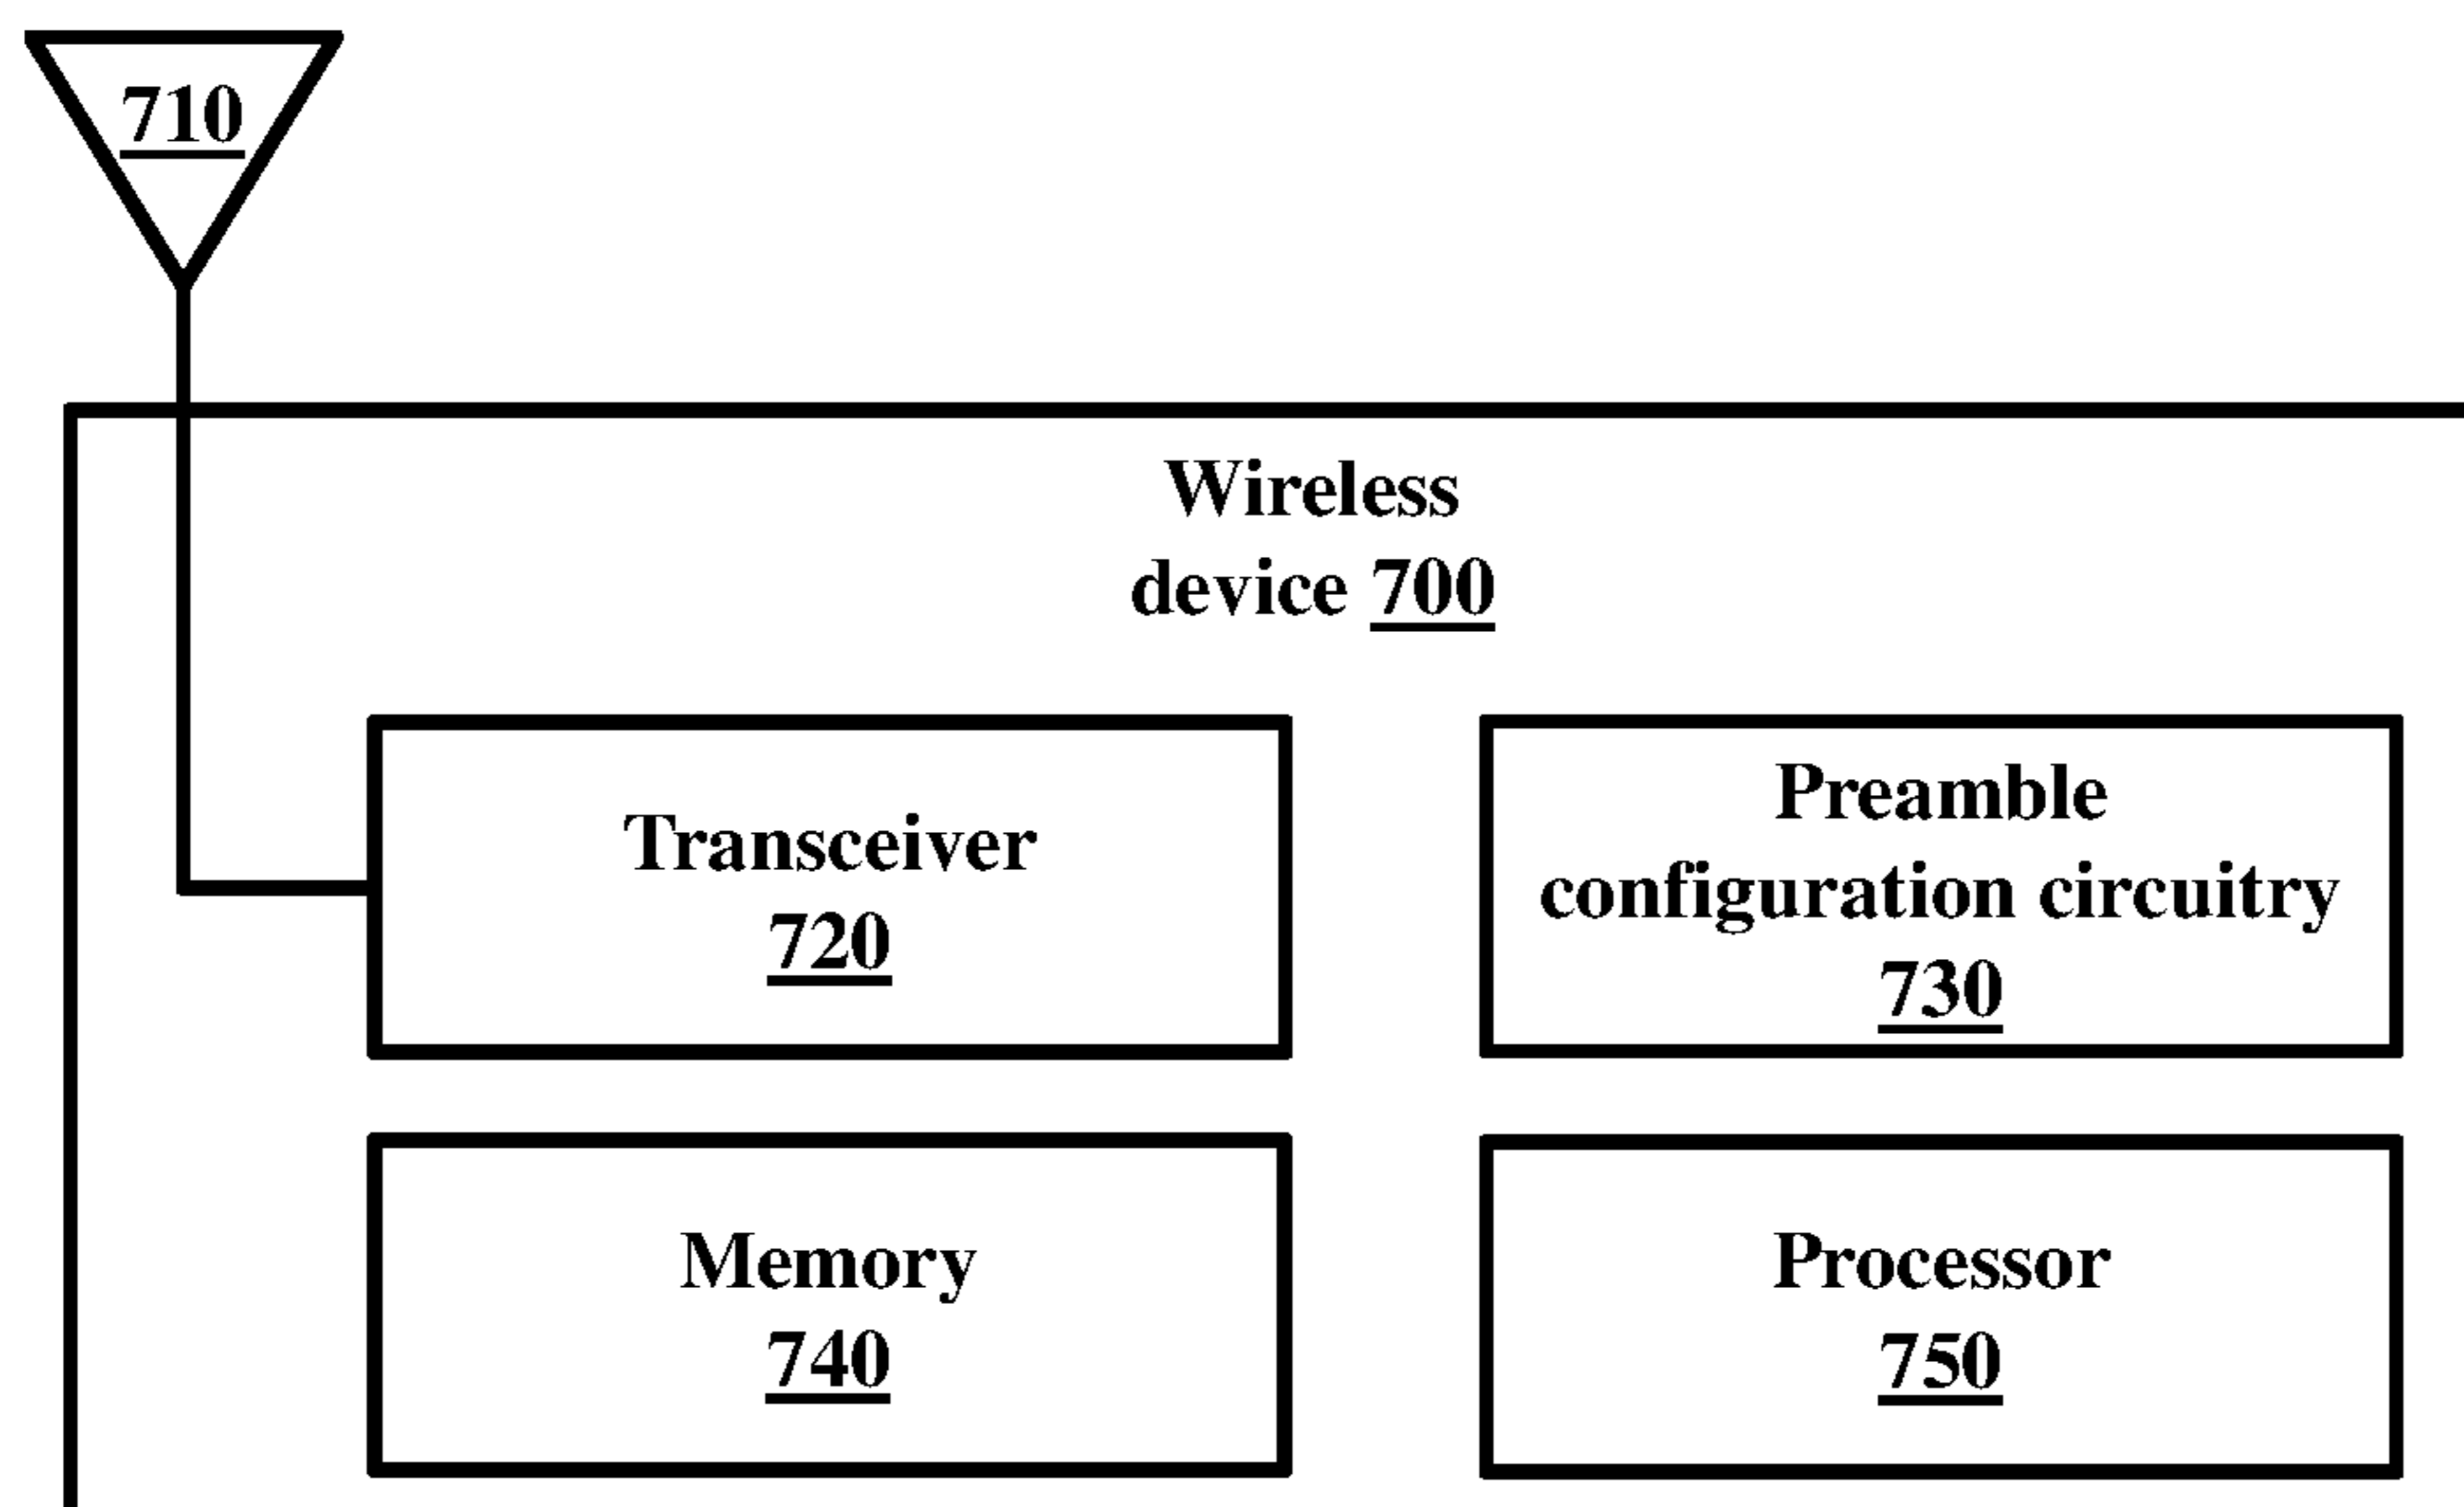 710
Wireless
device 700
Transceiver
720
Preamble
configuration circuitry
730
Memory
740
Processor
750